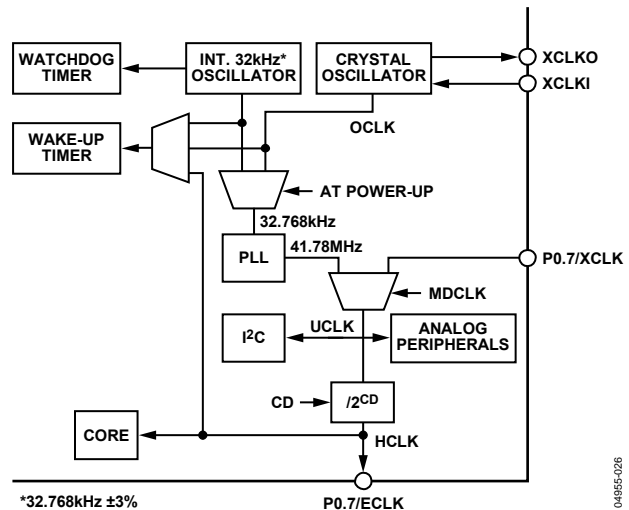 WATCHDOG
TIMER
INT. 32kHz*
OSCILLATOR
CRYSTAL
OSCILLATOR
XCLKO
XCLKI
OCLK
WAKE-UP
TIMER
AT POWER-UP
32.768kHz
41.78MHz
PLL
P0.7/XCLK
MDCLK
I²C
UCLK
ANALOG
PERIPHERALS
CD
/2CD
CORE
HCLK
*32.768kHz ±3%
P0.7/ECLK
04955-026